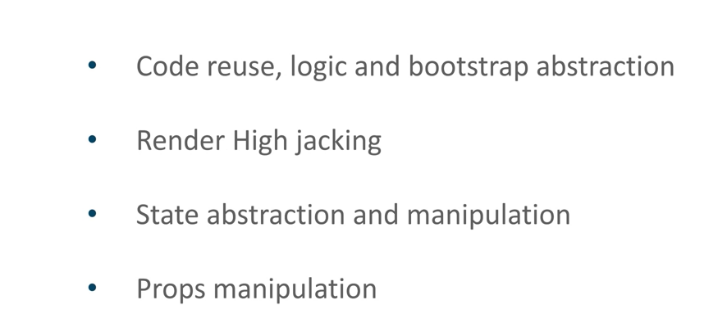 • Code reuse, logic and bootstrap abstraction
• Render High jacking
• State abstraction and manipulation
• Props manipulation